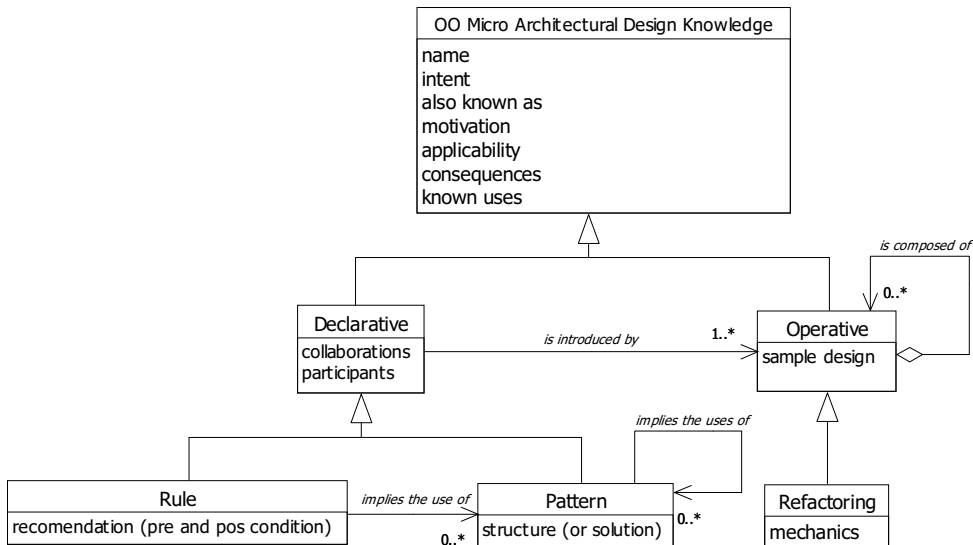 OO Micro Architectural Design Knowledge
name
intent
also known as
motivation
applicability
consequences
known uses
is composed of
0..*
Declarative
collaborations
participants
is introduced by
1..*
Operative
sample design
implies the uses of
0..*
Rule
recomendation (pre and pos condition)
implies the use of
0..*
Pattern
structure (or solution)
Refactoring
mechanics